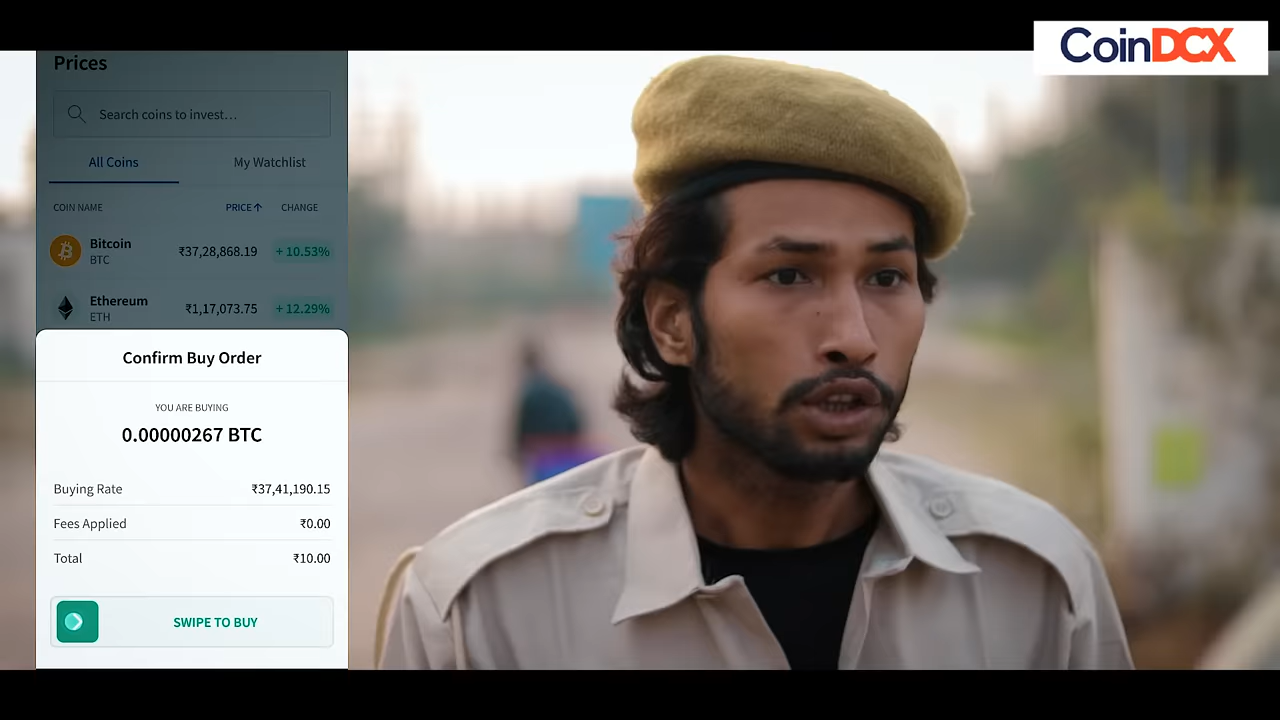 CoinDCX
Prices
Search coins to invest...
All Coins My Watchlist
COIN NAME PRICE↑ CHANGE
Bitcoin ₹37,28,868.19 + 10.53%
BTC
Ethereum ₹1,17,073.75 + 12.29%
ETH
Confirm Buy Order
YOU ARE BUYING
0.00000267 BTC
Buying Rate ₹37,41,190.15
Fees Applied ₹0.00
Total ₹10.00
SWIPE TO BUY